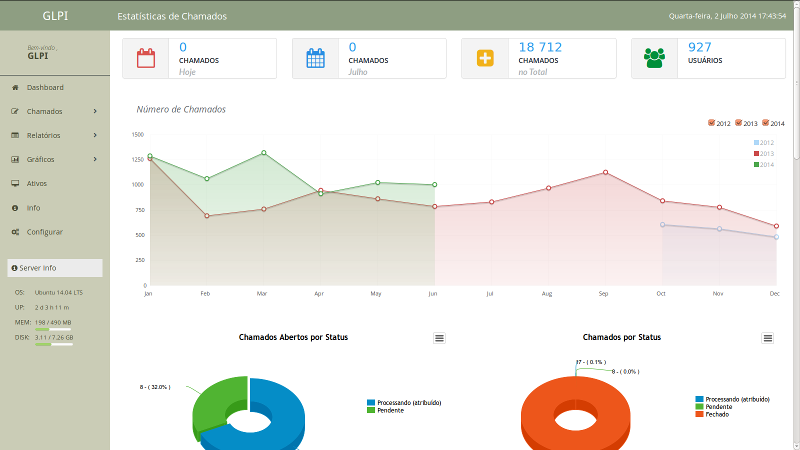 GLPI
Estatísticas de Chamados
Quarta-feira, 2 Julho 2014 17:43:54
Bem-vindo ,
GLPI
Dashboard
Chamados
Relatórios
Gráficos
Ativos
Info
Configurar
Server Info
OS: Ubuntu 14.04 LTS
UP: 2 d 3 h 11 m
MEM: 198 / 490 MB
DISK: 3.11 / 7.26 GB
0
CHAMADOS
Hoje
0
CHAMADOS
Julho
18 712
CHAMADOS
no Total
927
USUÁRIOS
Número de Chamados
2012 2013 2014
2012
2013
2014
1500
1250
1000
750
500
250
0
Jan Feb Mar Apr May Jun Jul Aug Sep Oct Nov Dec
Chamados Abertos por Status
8 - ( 32.0% )
Processando (atribuído)
Pendente
Chamados por Status
17 - ( 0.1% )
8 - ( 0.0% )
Processando (atribuído)
Pendente
Fechado